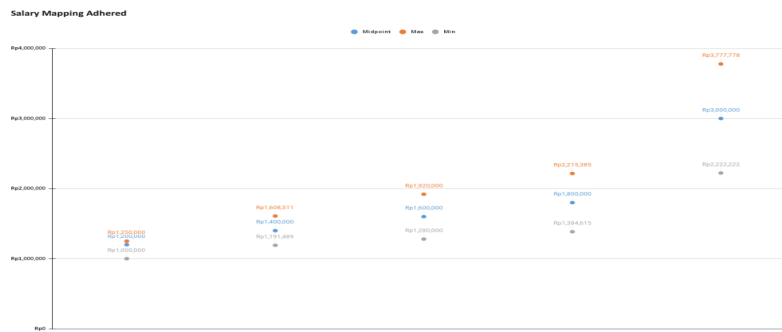 Salary Mapping Adhered
Midpoint Max Min
Rp4,000,000
Rp3,777,778
Rp3,000,000
Rp3,000,000
Rp2,222,222
Rp2,215,385
Rp2,000,000
Rp1,920,000
Rp1,800,000
Rp1,608,511
Rp1,600,000
Rp1,400,000
Rp1,384,615
Rp1,250,000
Rp1,200,000
Rp1,280,000
Rp1,191,489
Rp1,000,000
Rp1,000,000
Rp0